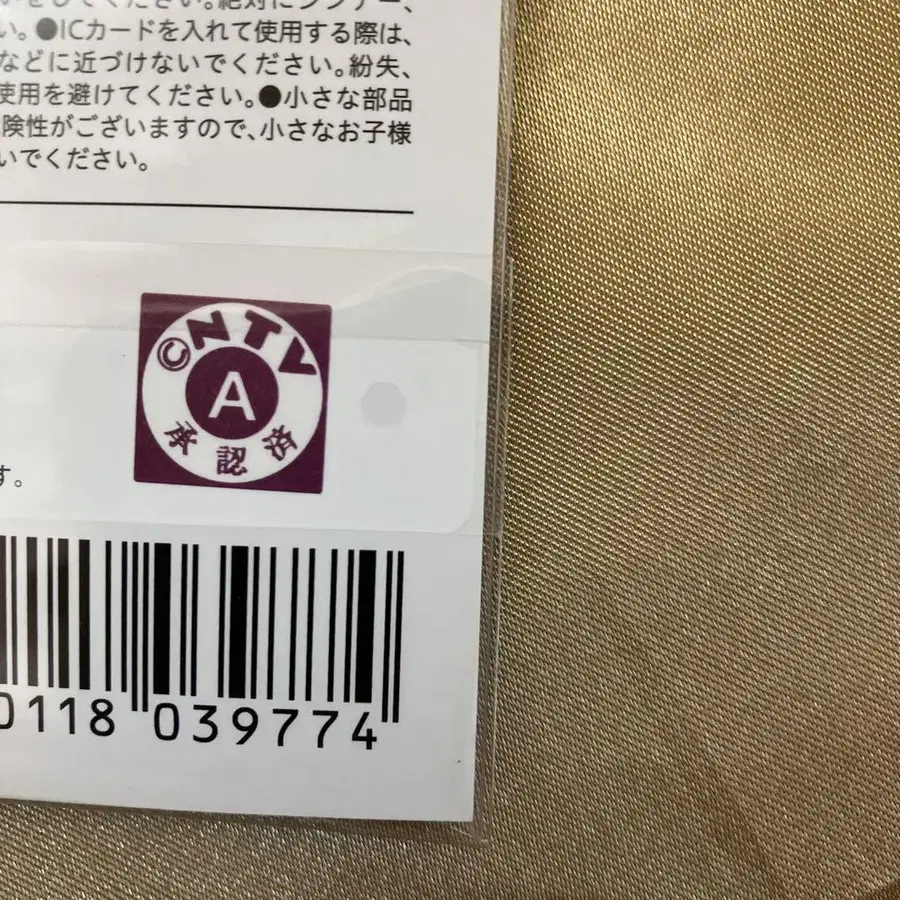 いをしてください。絶対にシンナー、
い。●ICカードを入れて使用する際は、
などに近づけないでください。紛失、
使用を避けてください。●小さな部品
険性がございますので、小さなお子様
いでください。
©NTV
A
承認済
す。
0118 039774